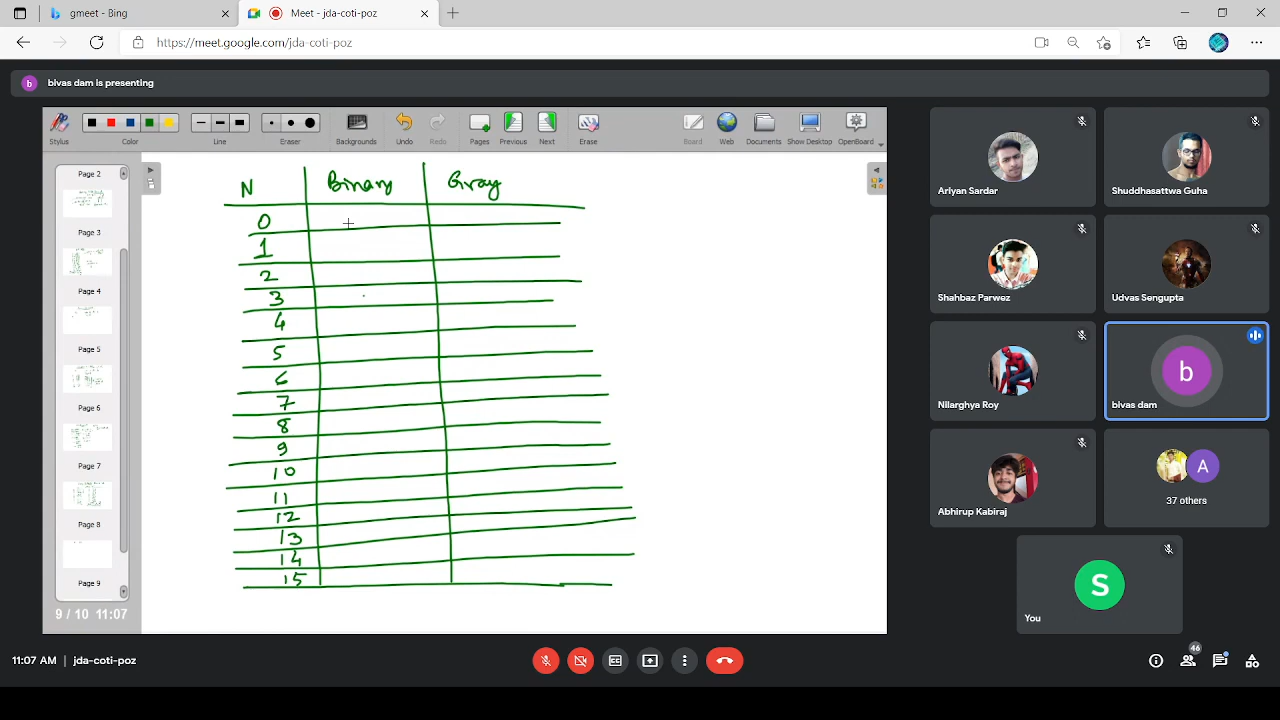 gmeet - Bing
Meet - jda-coti-poz
https://meet.google.com/jda-coti-poz
b
bivas dam is presenting
Stylus
Color
Line
Eraser
Backgrounds
Undo
Redo
Pages
Previous
Next
Erase
Board
Web
Documents
Show Desktop
OpenBoard
Page 2
Page 3
Page 4
Page 5
Page 6
Page 7
Page 8
Page 9
9 / 10 11:07
N Binary Gray
0
1
2
3
4
5
6
7
8
9
10
11
12
13
14
15
Ariyan Sardar
Shuddhasattwa Guha
Shahbaz Parwez
Udvas Sengupta
Nilarghya Roy
b
bivas dam
Abhirup Kabiraj
A
37 others
S
You
11:07 AM | jda-coti-poz
46